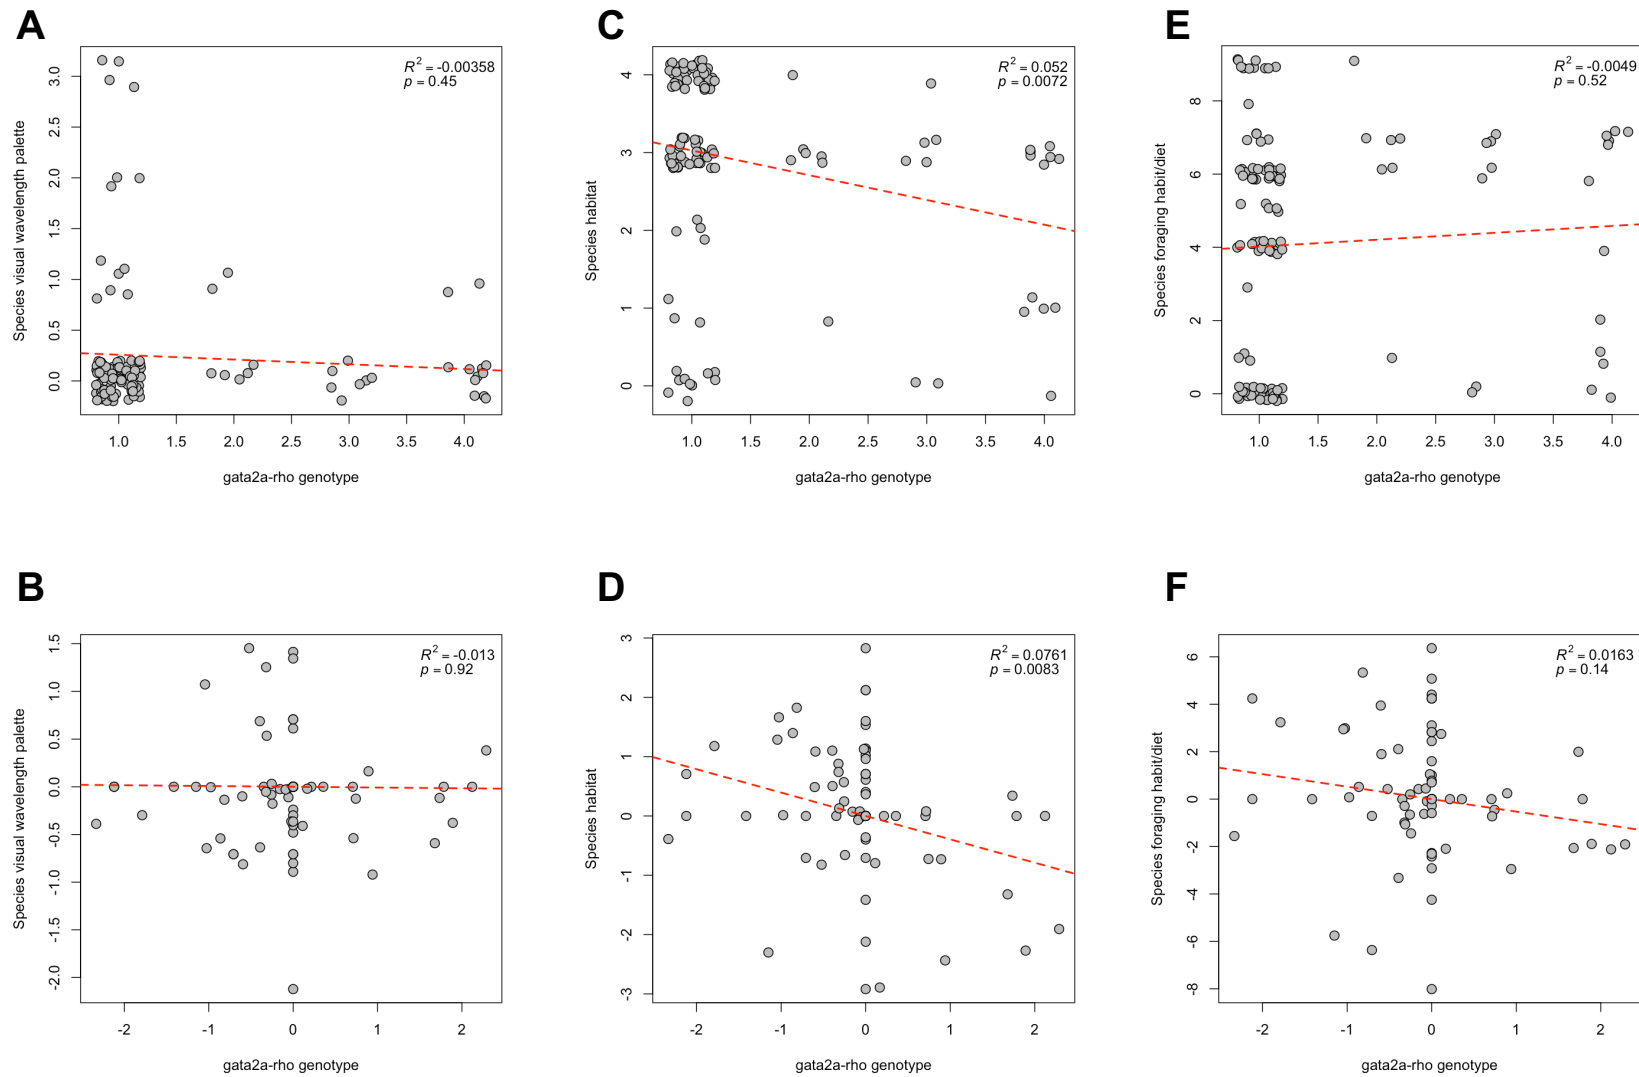 A
R² = -0.00358
p = 0.45
Species visual wavelength palette
3.0
2.5
2.0
1.5
1.0
0.5
0.0
1.0 1.5 2.0 2.5 3.0 3.5 4.0
gata2a-rho genotype
C
R² = 0.052
p = 0.0072
Species habitat
4
3
2
1
0
1.0 1.5 2.0 2.5 3.0 3.5 4.0
gata2a-rho genotype
E
R² = -0.0049
p = 0.52
Species foraging habit/diet
8
6
4
2
0
1.0 1.5 2.0 2.5 3.0 3.5 4.0
gata2a-rho genotype
B
R² = -0.013
p = 0.92
Species visual wavelength palette
1.5
1.0
0.5
0.0
-0.5
-1.0
-1.5
-2.0
-2 -1 0 1 2
gata2a-rho genotype
D
R² = 0.0761
p = 0.0083
Species habitat
3
2
1
0
-1
-2
-3
-2 -1 0 1 2
gata2a-rho genotype
F
R² = 0.0163
p = 0.14
Species foraging habit/diet
6
4
2
0
-2
-4
-6
-8
-2 -1 0 1 2
gata2a-rho genotype